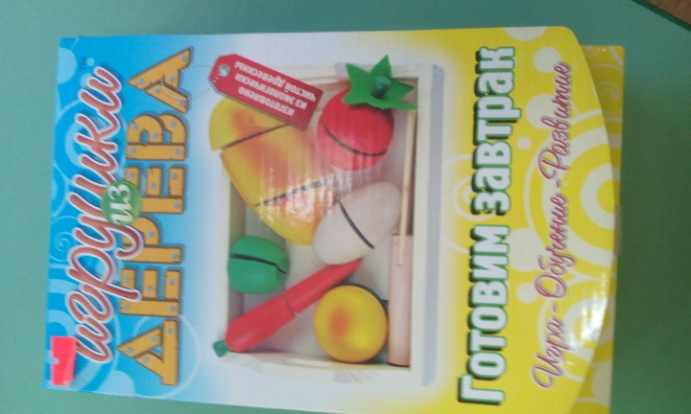 игрушки
из
ДЕРЕВА
ИЗГОТОВЛЕНО
ИЗ ЭКОЛОГИЧЕСКИ
ЧИСТОЙ ДРЕВЕСИНЫ
Готовим завтрак
Игра-Обучение-Развитие